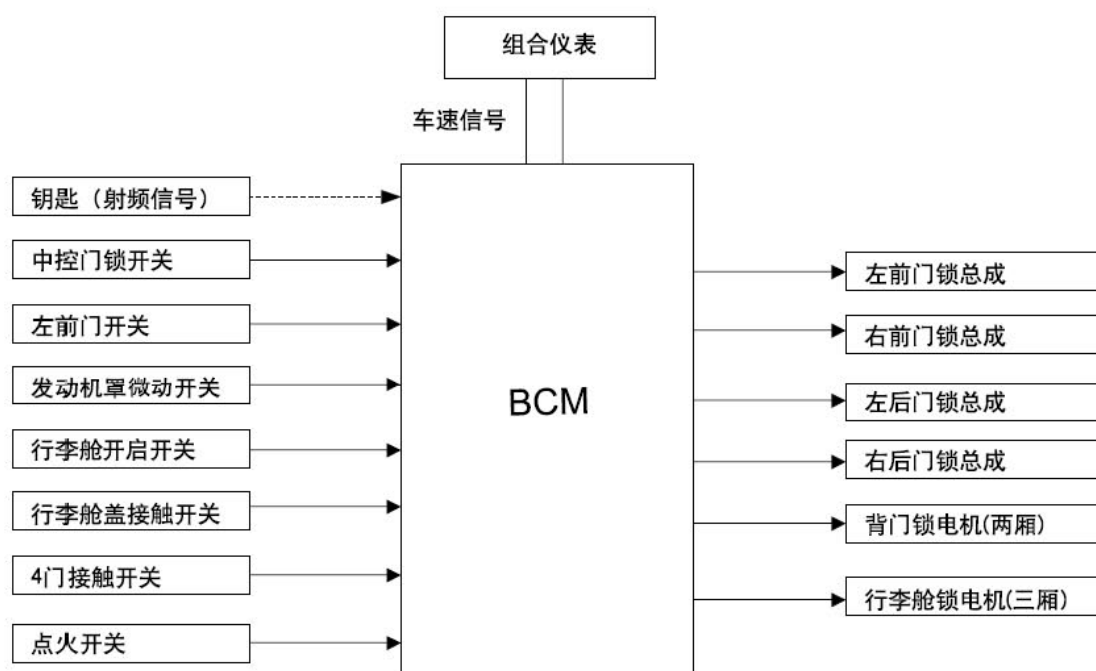 组合仪表
车速信号
钥匙（射频信号）
中控门锁开关
左前门开关
发动机罩微动开关
行李舱开启开关
行李舱盖接触开关
4门接触开关
点火开关
BCM
左前门锁总成
右前门锁总成
左后门锁总成
右后门锁总成
背门锁电机(两厢)
行李舱锁电机(三厢)